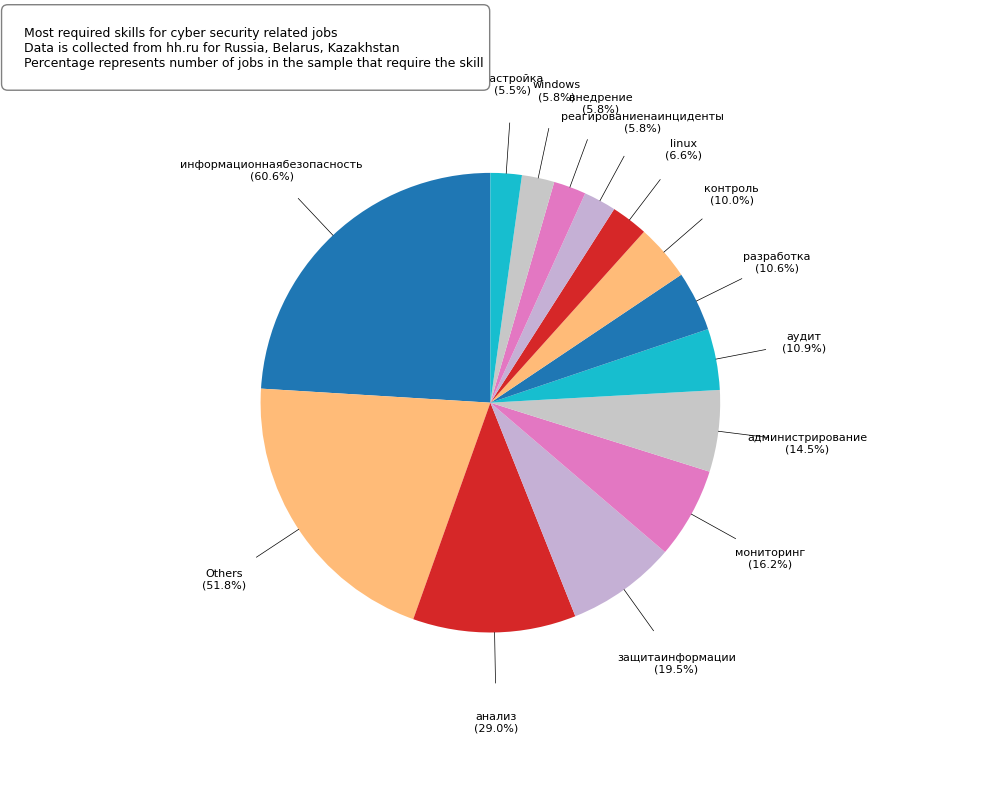 Most required skills for cyber security related jobs
Data is collected from hh.ru for Russia, Belarus, Kazakhstan
Percentage represents number of jobs in the sample that require the skill
настройка
(5.5%)
windows
(5.8%)
внедрение
(5.8%)
реагированиенаинциденты
(5.8%)
linux
(6.6%)
контроль
(10.0%)
разработка
(10.6%)
аудит
(10.9%)
администрирование
(14.5%)
мониторинг
(16.2%)
защитаинформации
(19.5%)
анализ
(29.0%)
Others
(51.8%)
информационнаябезопасность
(60.6%)